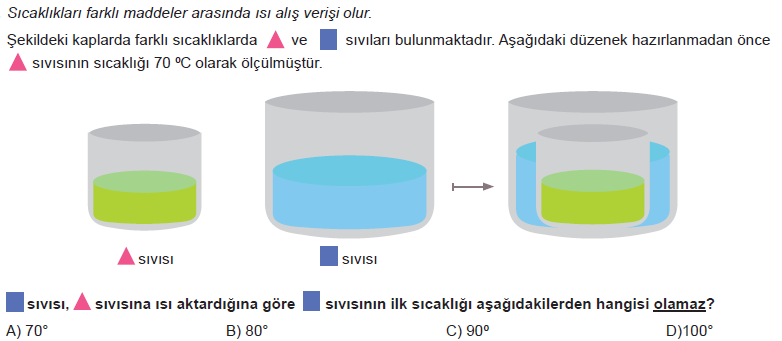 Sıcaklıkları farklı maddeler arasında ısı alış verişi olur.
Şekildeki kaplarda farklı sıcaklıklarda ve sıvıları bulunmaktadır. Aşağıdaki düzenek hazırlanmadan önce
sıvısının sıcaklığı 70 ºC olarak ölçülmüştür.
sıvısı sıvısı
sıvısı, sıvısına ısı aktardığına göre sıvısının ilk sıcaklığı aşağıdakilerden hangisi olamaz?
A) 70° B) 80° C) 90º D)100°